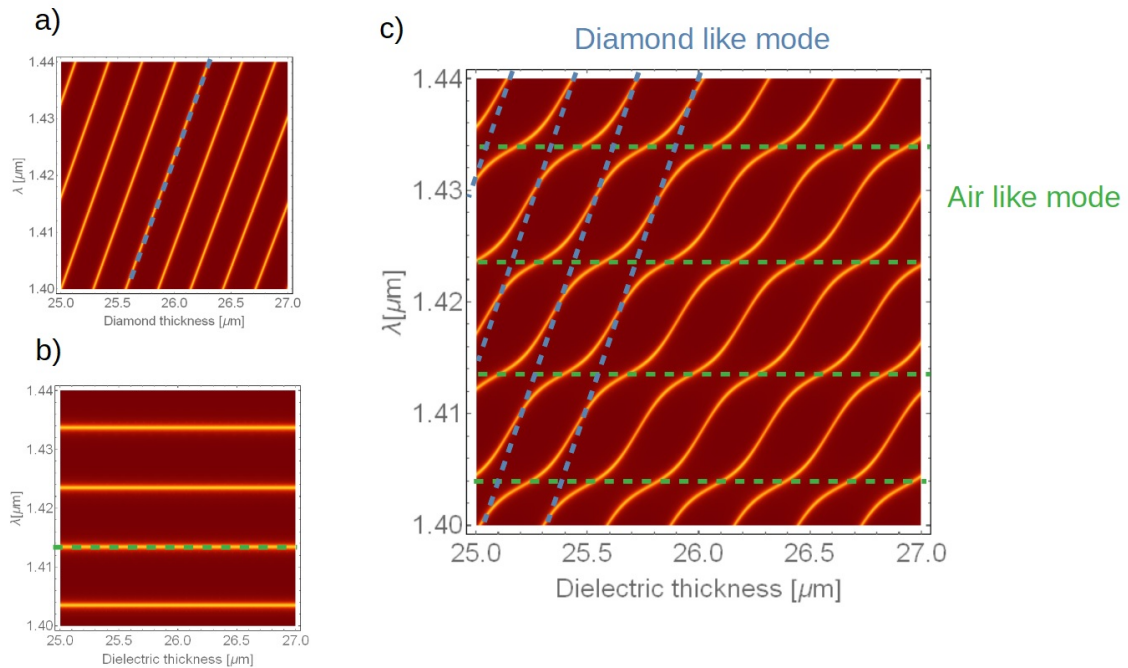 a)
1.44
1.43
1.42
1.41
1.40
λ [μm]
25.0 25.5 26.0 26.5 27.0
Diamond thickness [μm]
b)
1.44
1.43
1.42
1.41
1.40
λ[μm]
25.0 25.5 26.0 26.5 27.0
Dielectric thickness [μm]
c)
Diamond like mode
1.44
1.43
1.42
1.41
1.40
λ[μm]
Air like mode
25.0 25.5 26.0 26.5 27.0
Dielectric thickness [μm]